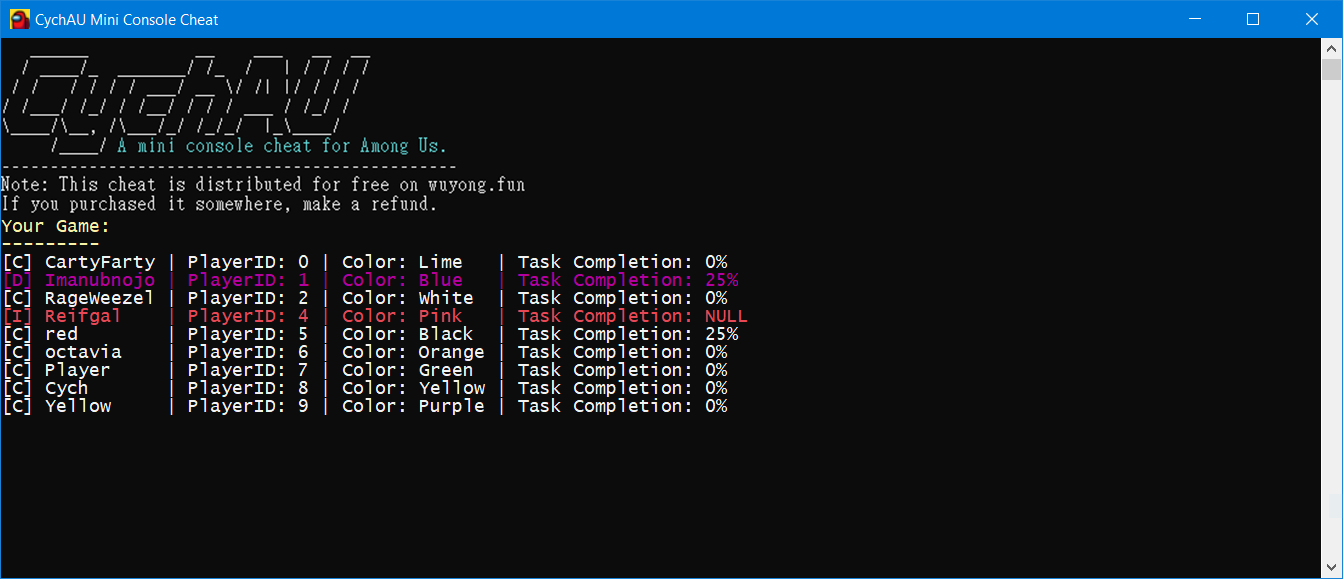 CychAU Mini Console Cheat
CychAU
A mini console cheat for Among Us.
-----------------------------------------------
Note: This cheat is distributed for free on wuyong.fun
If you purchased it somewhere, make a refund.
Your Game:
---------
[C] CartyFarty | PlayerID: 0 | Color: Lime   | Task Completion: 0%
[D] Imanubnojo | PlayerID: 1 | Color: Blue   | Task Completion: 25%
[C] RageWeezel | PlayerID: 2 | Color: White  | Task Completion: 0%
[I] Reifgal    | PlayerID: 4 | Color: Pink   | Task Completion: NULL
[C] red        | PlayerID: 5 | Color: Black  | Task Completion: 25%
[C] octavia    | PlayerID: 6 | Color: Orange | Task Completion: 0%
[C] Player     | PlayerID: 7 | Color: Green  | Task Completion: 0%
[C] Cych       | PlayerID: 8 | Color: Yellow | Task Completion: 0%
[C] Yellow     | PlayerID: 9 | Color: Purple | Task Completion: 0%